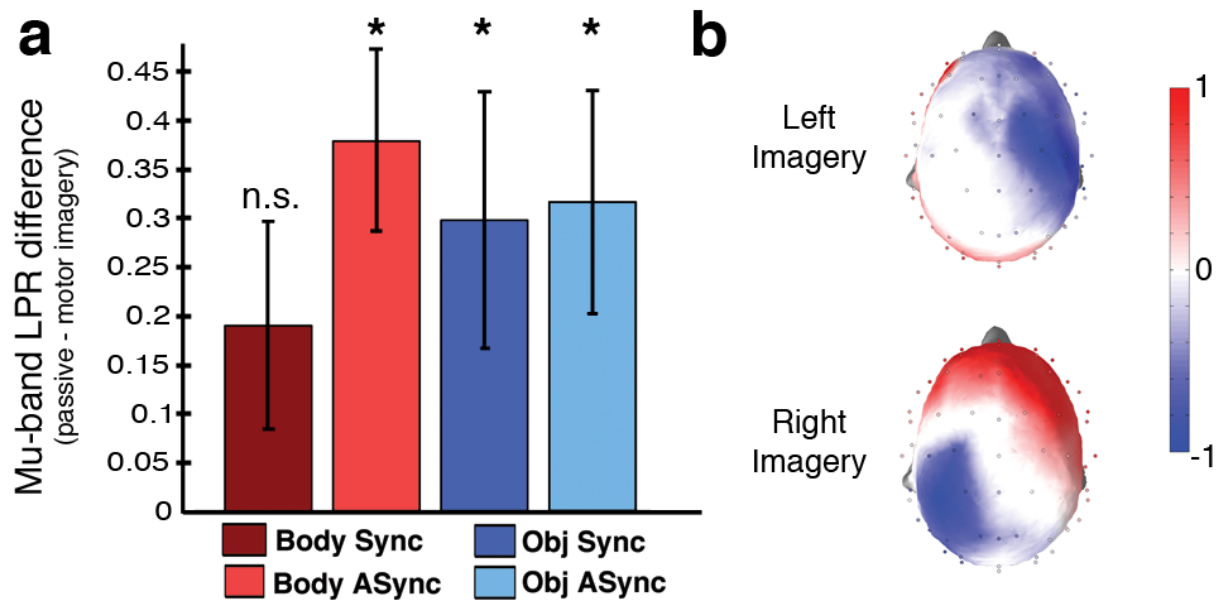 a
Mu-band LPR difference
(passive - motor imagery)
0.45
0.4
0.35
0.3
0.25
0.2
0.15
0.1
0.05
0
n.s.
*
*
*
Body Sync
Obj Sync
Body ASync
Obj ASync
b
Left
Imagery
Right
Imagery
1
0
-1